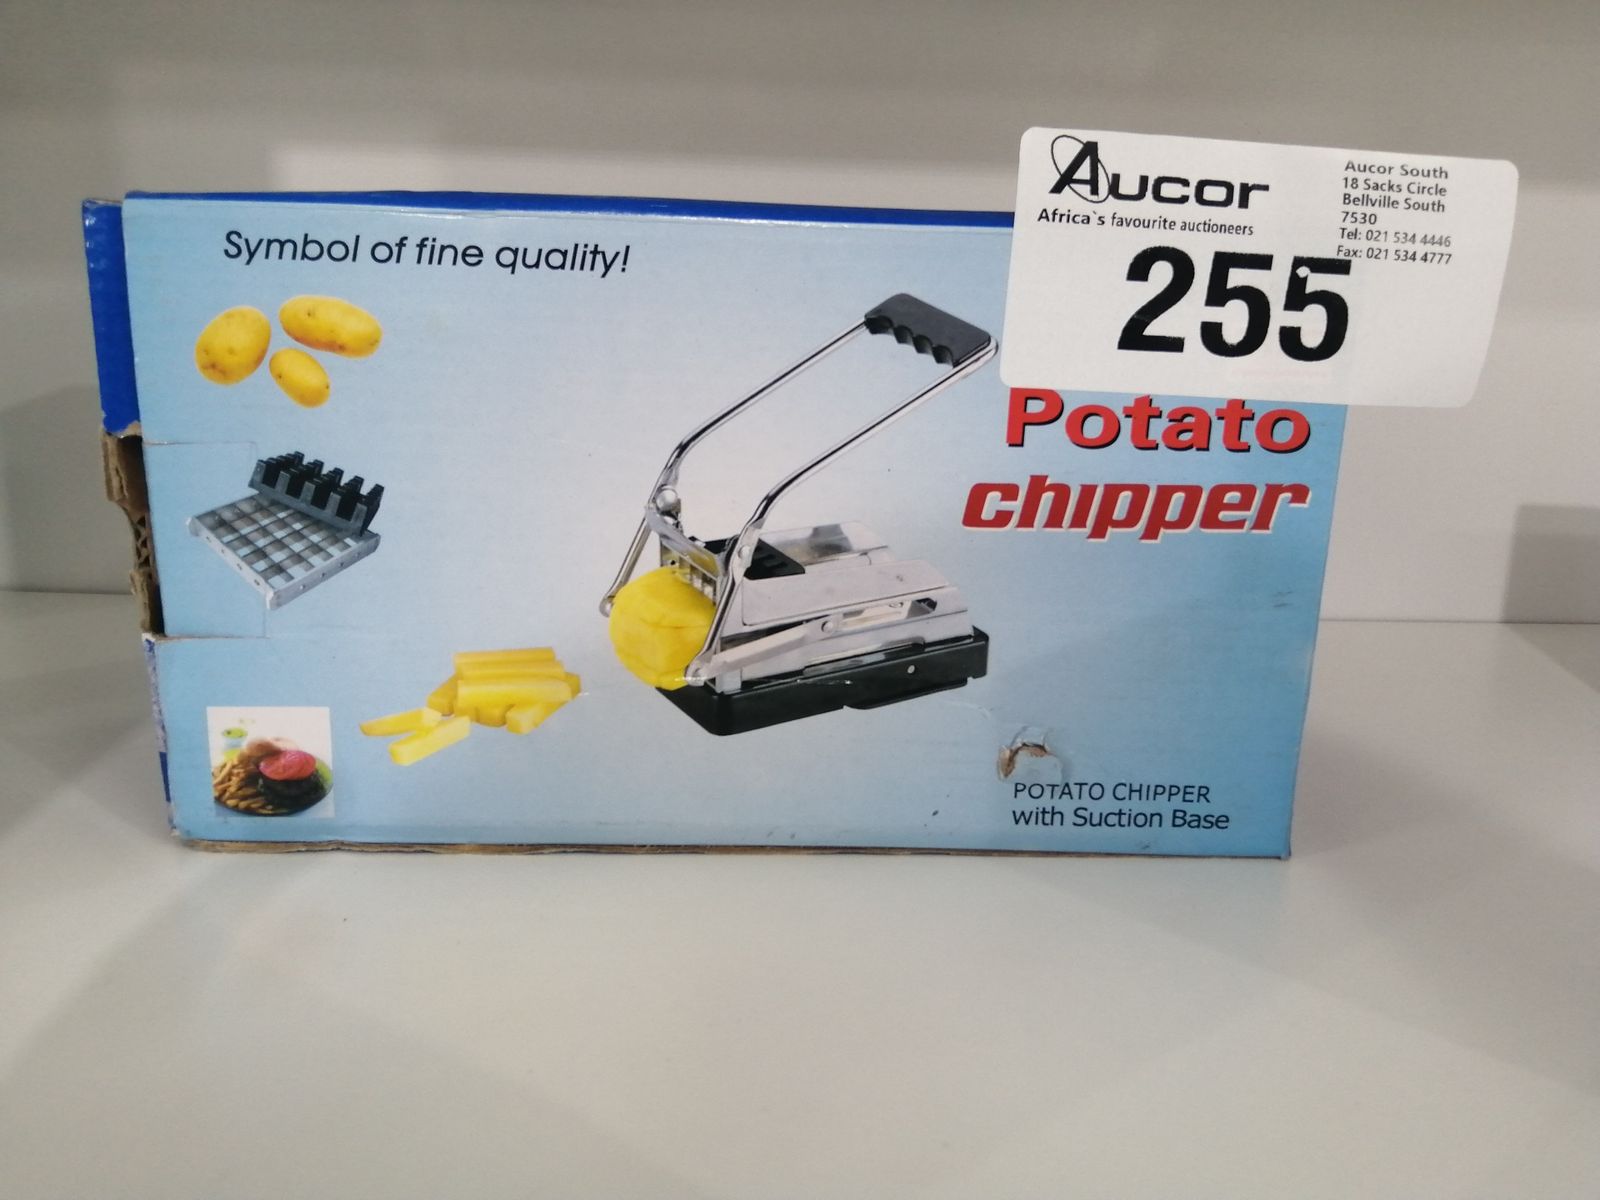 Symbol of fine quality!
AUCOR
Africa`s favourite auctioneers
Aucor South
18 Sacks Circle
Bellville South
7530
Tel: 021 534 4446
Fax: 021 534 4777
255
Potato
chipper
POTATO CHIPPER
with Suction Base